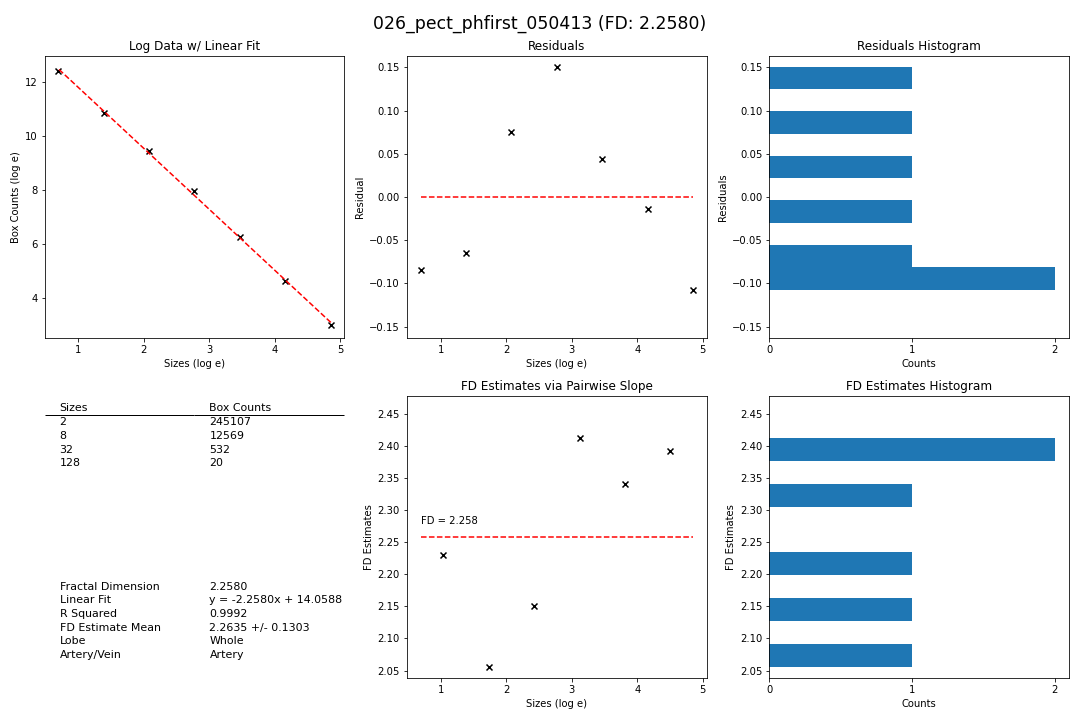 026_pect_phfirst_050413 (FD: 2.2580)
Log Data w/ Linear Fit
Box Counts (log e)
12
10
8
6
4
1 2 3 4 5
Sizes (log e)
Residuals
Residual
0.15
0.10
0.05
0.00
−0.05
−0.10
−0.15
1 2 3 4 5
Sizes (log e)
Residuals Histogram
Residuals
0.15
0.10
0.05
0.00
−0.05
−0.10
−0.15
0 1 2
Counts
Sizes Box Counts
2 245107
8 12569
32 532
128 20
Fractal Dimension 2.2580
Linear Fit y = -2.2580x + 14.0588
R Squared 0.9992
FD Estimate Mean 2.2635 +/- 0.1303
Lobe Whole
Artery/Vein Artery
FD Estimates via Pairwise Slope
FD Estimates
2.45
2.40
2.35
2.30
2.25
2.20
2.15
2.10
2.05
FD = 2.258
1 2 3 4 5
Sizes (log e)
FD Estimates Histogram
FD Estimates
2.45
2.40
2.35
2.30
2.25
2.20
2.15
2.10
2.05
0 1 2
Counts